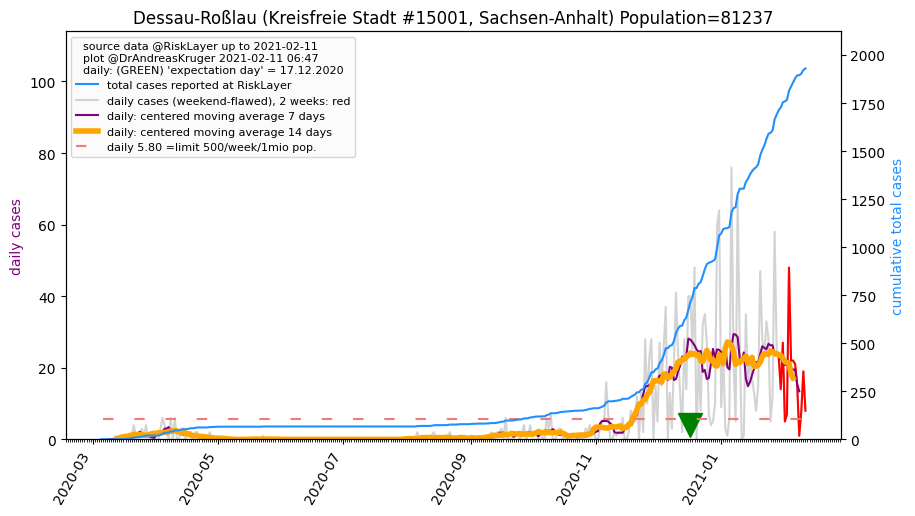 Dessau-Roßlau (Kreisfreie Stadt #15001, Sachsen-Anhalt) Population=81237
source data @RiskLayer up to 2021-02-11
plot @DrAndreasKruger 2021-02-11 06:47
daily: (GREEN) 'expectation day' = 17.12.2020
total cases reported at RiskLayer
daily cases (weekend-flawed), 2 weeks: red
daily: centered moving average 7 days
daily: centered moving average 14 days
daily 5.80 =limit 500/week/1mio pop.
daily cases
100
80
60
40
20
0
cumulative total cases
2000
1750
1500
1250
1000
750
500
250
0
2020-03
2020-05
2020-07
2020-09
2020-11
2021-01